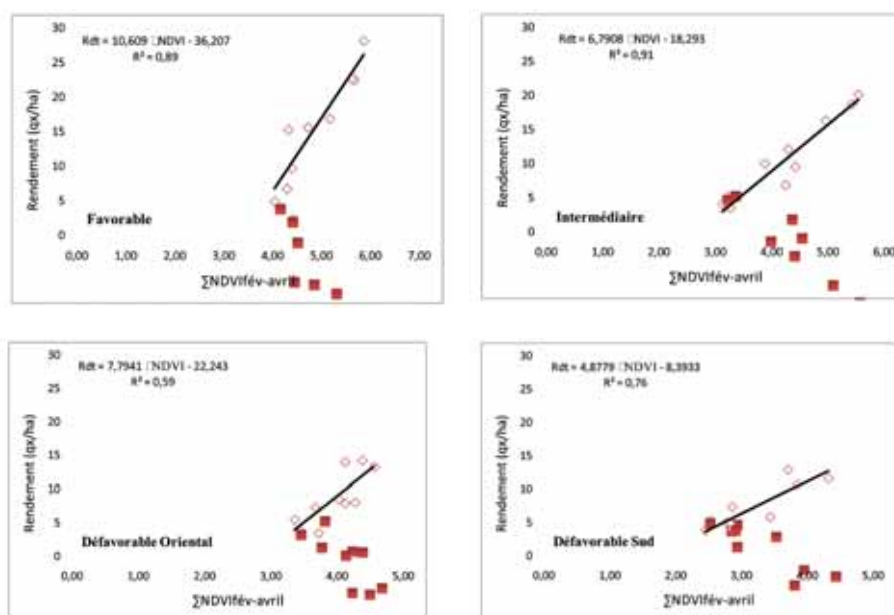 Rdt = 10,609 □NDVI - 36,207
R² = 0,89
30
25
20
15
10
5
0
Rendement (qx/ha)
Favorable
0,00 1,00 2,00 3,00 4,00 5,00 6,00 7,00
∑NDVIfév-avril
Rdt = 6,7908 □NDVI - 18,293
R² = 0,91
30
25
20
15
10
5
0
Rendement (qx/ha)
Intermédiaire
0,00 1,00 2,00 3,00 4,00 5,00 6,00
∑NDVIfév-avril
Rdt = 7,7941 □NDVI - 22,243
R² = 0,59
30
25
20
15
10
5
0
Rendement (qx/ha)
Défavorable Oriental
0,00 1,00 2,00 3,00 4,00 5,00
∑NDVIfév-avril
Rdt = 4,8779 □NDVI - 8,3933
R² = 0,76
30
25
20
15
10
5
0
Rendement (qx/ha)
Défavorable Sud
0,00 1,00 2,00 3,00 4,00 5,00
∑NDVIfév-avril